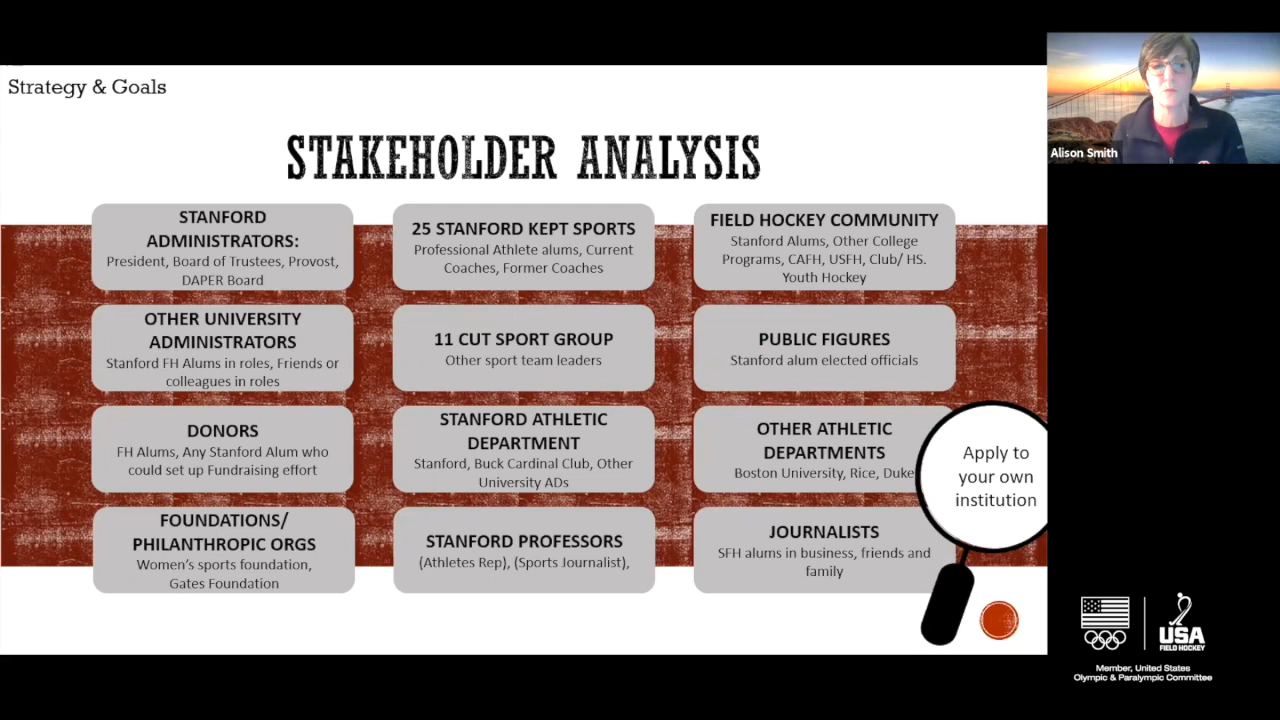 Strategy & Goals
STAKEHOLDER ANALYSIS
STANFORD
ADMINISTRATORS:
President, Board of Trustees, Provost,
DAPER Board
25 STANFORD KEPT SPORTS
Professional Athlete alums, Current
Coaches, Former Coaches
FIELD HOCKEY COMMUNITY
Stanford Alums, Other College
Programs, CAFH, USFH, Club/ HS.
Youth Hockey
OTHER UNIVERSITY
ADMINISTRATORS
Stanford FH Alums in roles, Friends or
colleagues in roles
11 CUT SPORT GROUP
Other sport team leaders
PUBLIC FIGURES
Stanford alum elected officials
DONORS
FH Alums, Any Stanford Alum who
could set up Fundraising effort
STANFORD ATHLETIC
DEPARTMENT
Stanford, Buck Cardinal Club, Other
University ADs
OTHER ATHLETIC
DEPARTMENTS
Boston University, Rice, Duke
FOUNDATIONS/
PHILANTHROPIC ORGS
Women's sports foundation,
Gates Foundation
STANFORD PROFESSORS
(Athletes Rep), (Sports Journalist),
JOURNALISTS
SFH alums in business, friends and
family
Apply to
your own
institution
Alison Smith
USA
FIELD HOCKEY
Member, United States
Olympic & Paralympic Committee